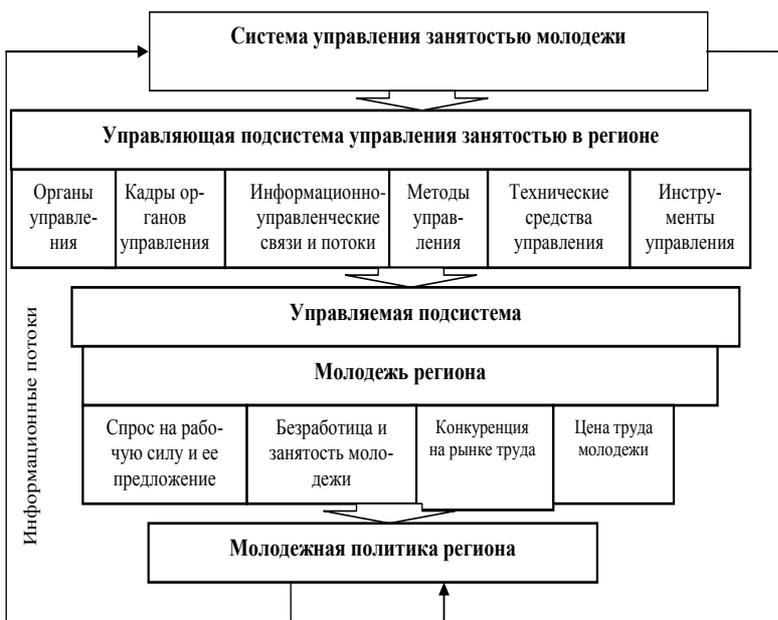 Система управления занятостью молодежи
Управляющая подсистема управления занятостью в регионе
Органы
управле-
ния
Кадры ор-
ганов
управления
Информационно-
управленческие
связи и потоки
Методы
управ-
ления
Технические
средства
управления
Инстру-
менты
управления
Управляемая подсистема
Молодежь региона
Спрос на рабо-
чую силу и ее
предложение
Безработица и
занятость моло-
дежи
Конкуренция
на рынке труда
Цена труда
молодежи
Молодежная политика региона
Информационные потоки